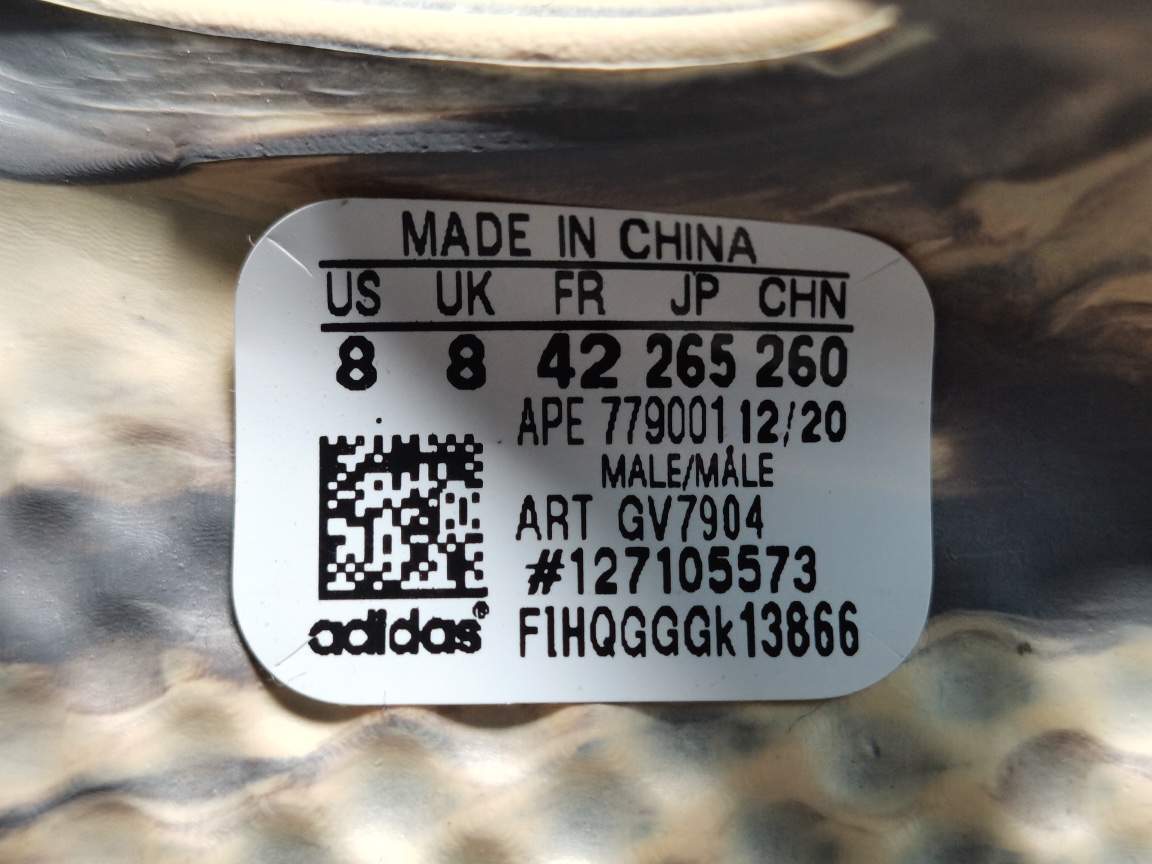 MADE IN CHINA
US UK FR JP CHN
8 8 42 265 260
APE 779001 12/20
MALE/MÅLE
ART GV7904
#127105573
adidas® FlHQGGGk13866